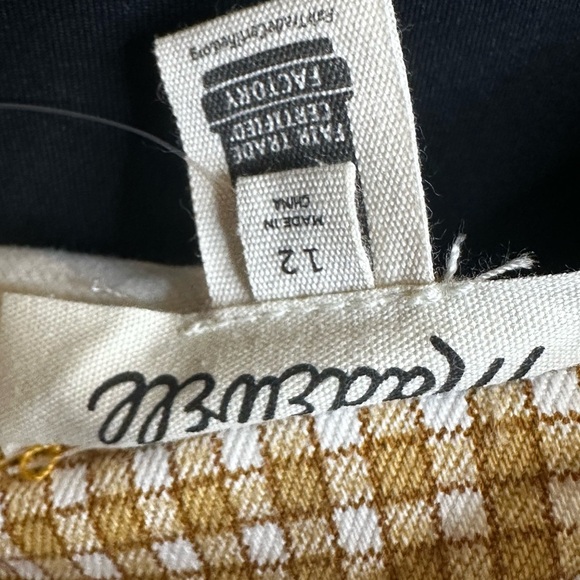 Madewell
12
MADE IN
CHINA
FAIR TRADE
CERTIFIED
FACTORY
FairTradeCertified.org